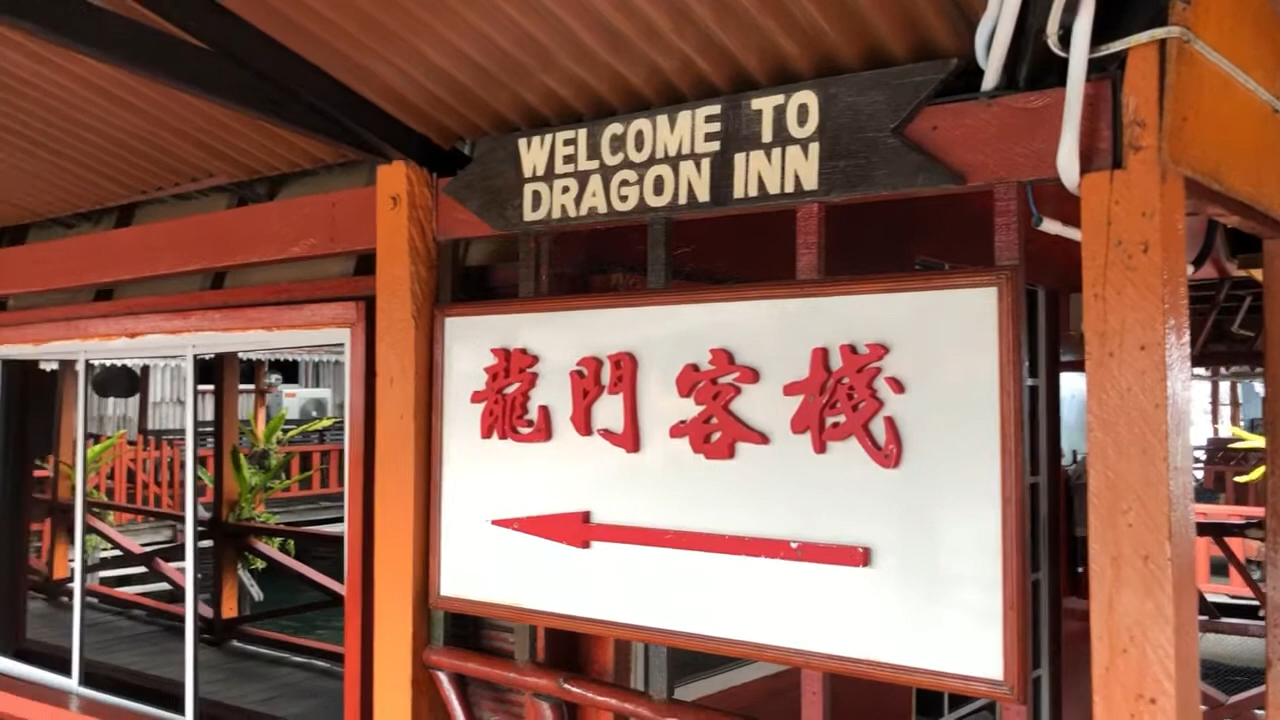 WELCOME TO
DRAGON INN
龍門客棧